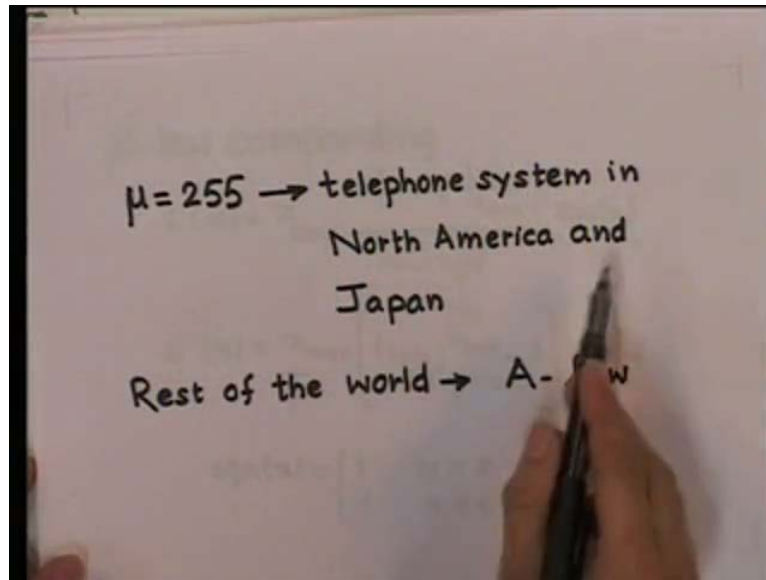 μ = 255 → telephone system in
North America and
Japan
Rest of the world → A-